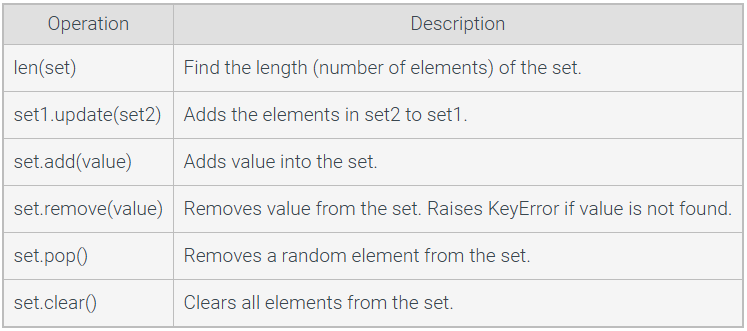 Operation Description
len(set) Find the length (number of elements) of the set.
set1.update(set2) Adds the elements in set2 to set1.
set.add(value) Adds value into the set.
set.remove(value) Removes value from the set. Raises KeyError if value is not found.
set.pop() Removes a random element from the set.
set.clear() Clears all elements from the set.